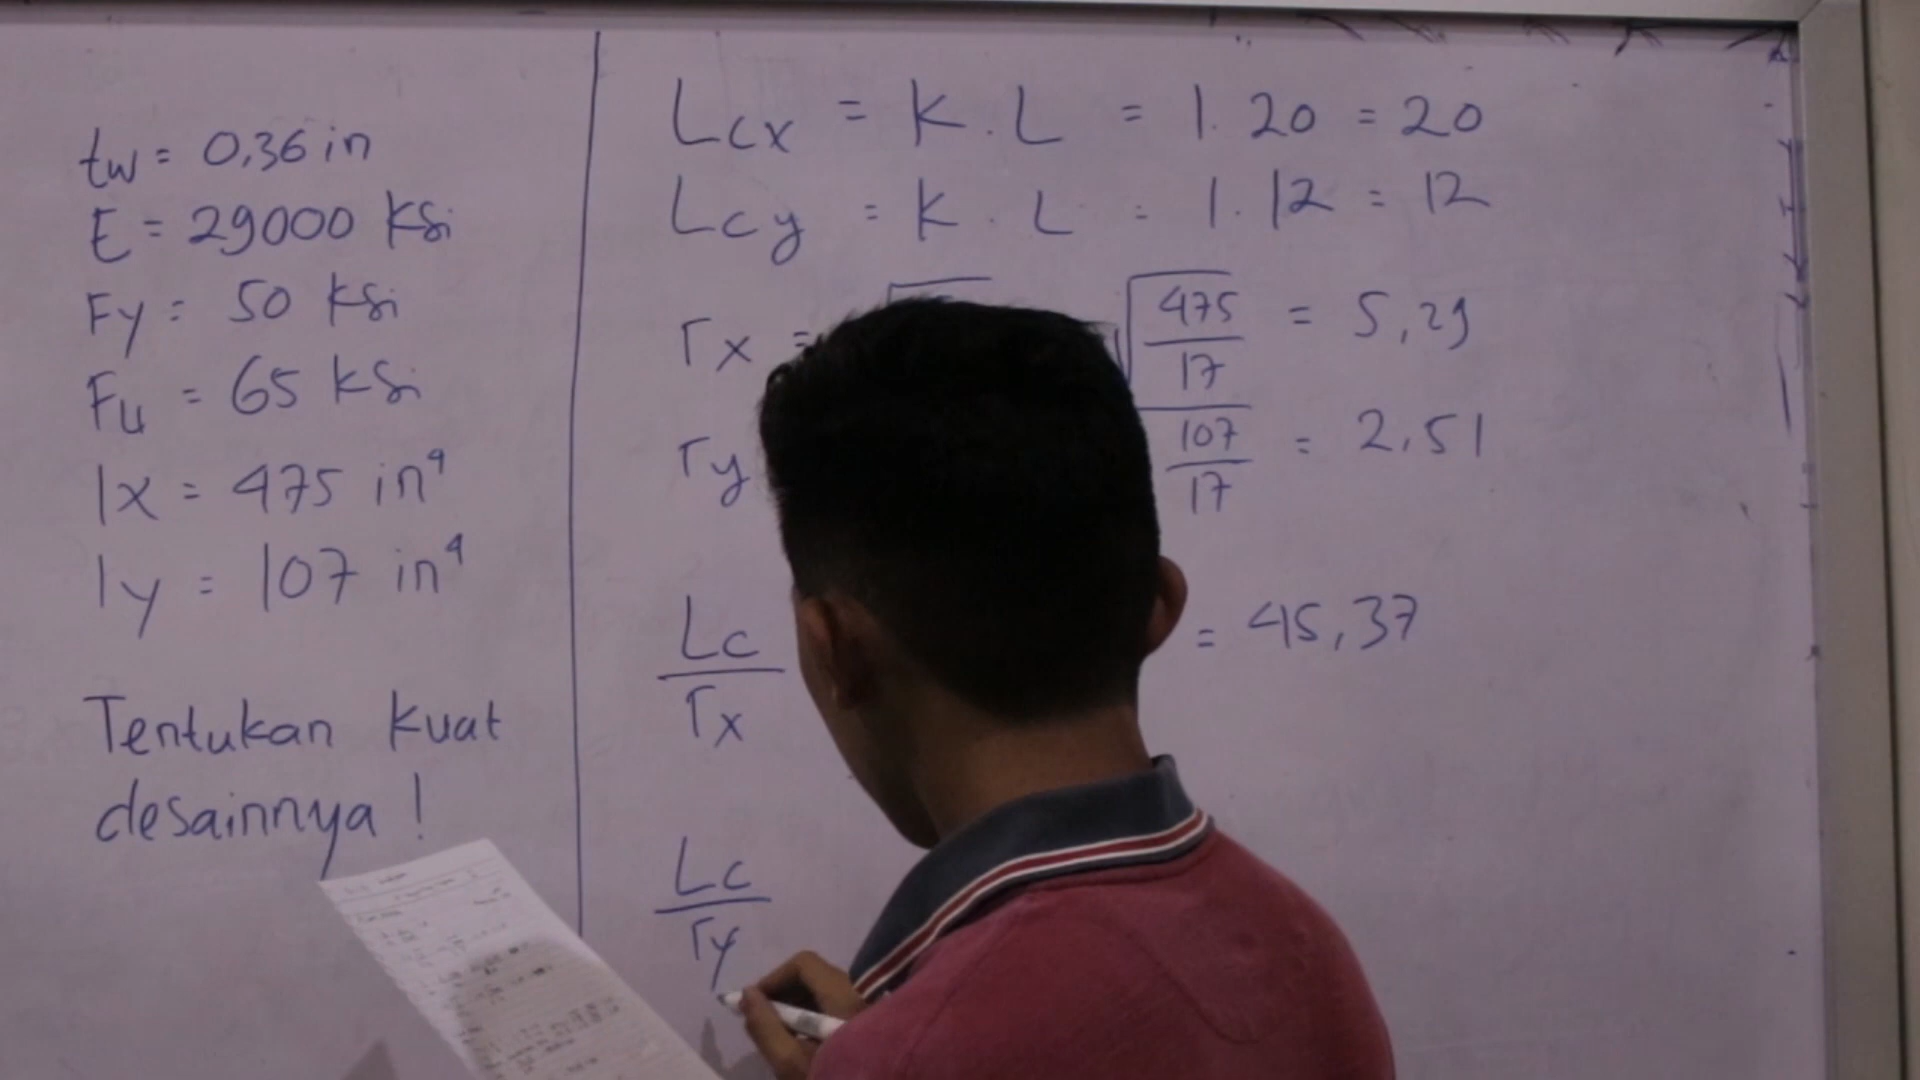 tw = 0,36 in
E = 29000 ksi
Fy = 50 ksi
Fu = 65 ksi
Ix = 475 in⁴
Iy = 107 in⁴
Tentukan kuat
desainnya !
Lcx = K . L = 1 . 20 = 20
Lcy = K . L = 1 . 12 = 12
rx = √475/17 = 5,29
ry 107/17 = 2,51
Lc/rx = 45,37
Lc/ry